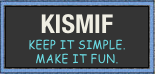 KISMIF
KEEP IT SIMPLE.
MAKE IT FUN.